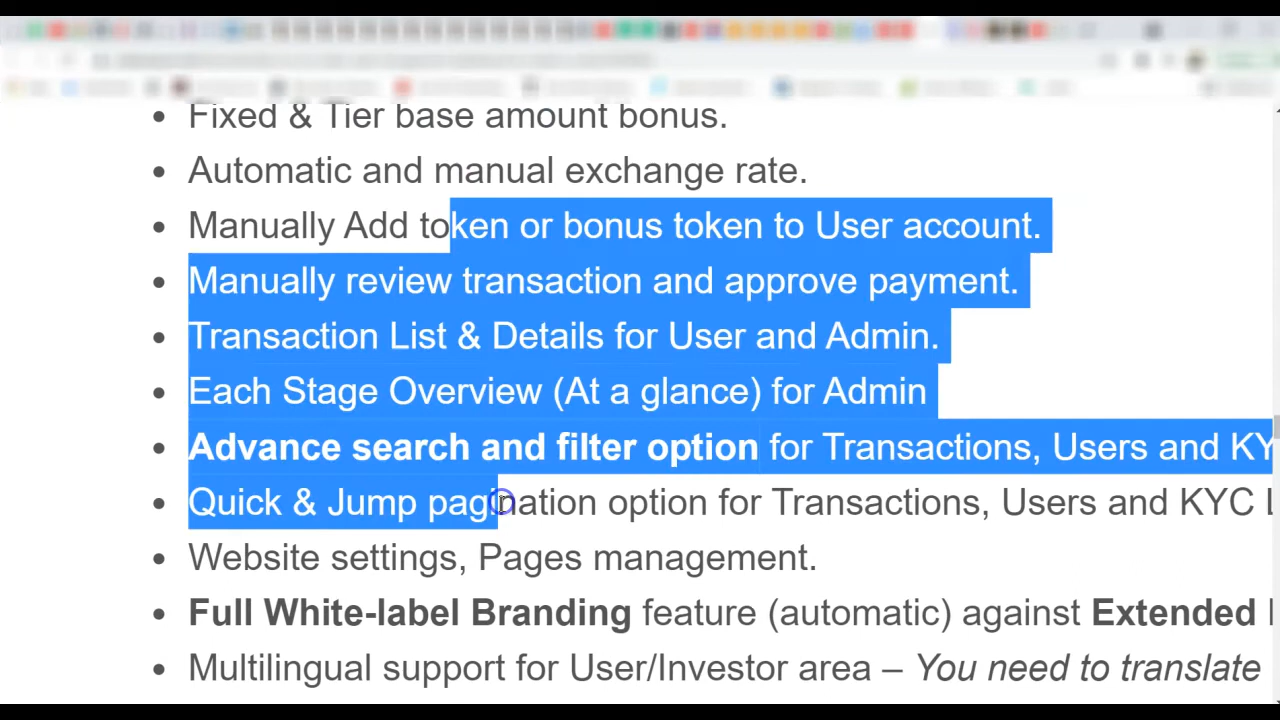 Fixed & Tier base amount bonus.
Automatic and manual exchange rate.
Manually Add token or bonus token to User account.
Manually review transaction and approve payment.
Transaction List & Details for User and Admin.
Each Stage Overview (At a glance) for Admin
Advance search and filter option for Transactions, Users and KY
Quick & Jump pagination option for Transactions, Users and KYC L
Website settings, Pages management.
Full White-label Branding feature (automatic) against Extended
Multilingual support for User/Investor area – You need to translate